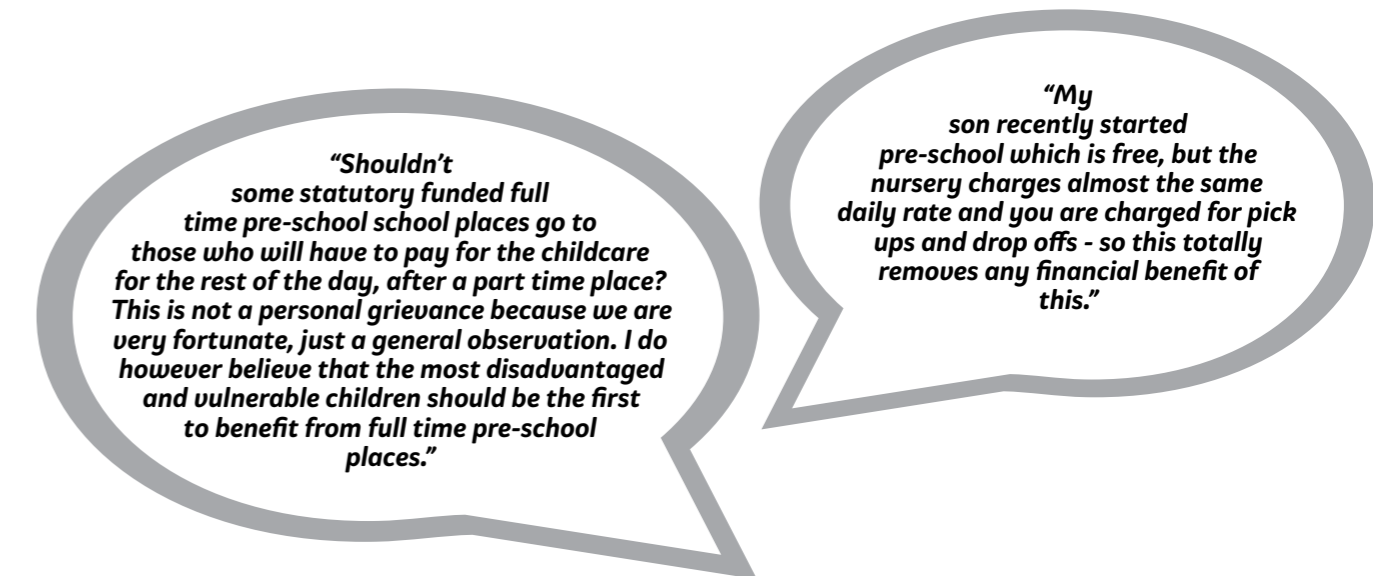 “Shouldn’t
some statutory funded full
time pre-school school places go to
those who will have to pay for the childcare
for the rest of the day, after a part time place?
This is not a personal grievance because we are
very fortunate, just a general observation. I do
however believe that the most disadvantaged
and vulnerable children should be the first
to benefit from full time pre-school
places.”
“My
son recently started
pre-school which is free, but the
nursery charges almost the same
daily rate and you are charged for pick
ups and drop offs - so this totally
removes any financial benefit of
this.”